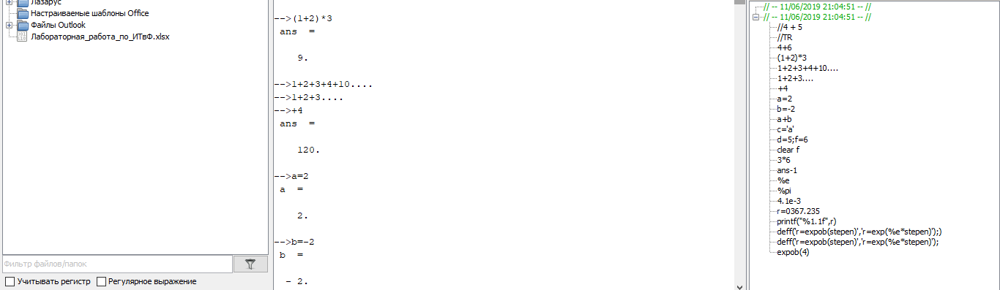 Лазарус
Настраиваемые шаблоны Office
Файлы Outlook
Лабораторная_работа_по_ИТвФ.xlsx
Фильтр файлов/папок
Учитывать регистр
Регулярное выражение
-->(1+2)*3
ans =
9.
-->1+2+3+4+10....
-->1+2+3....
-->+4
ans =
120.
-->a=2
a =
2.
-->b=-2
b =
- 2.
// -- 11/06/2019 21:04:51 -- //
// -- 11/06/2019 21:04:51 -- //
//4 + 5
//TR
4+6
(1+2)*3
1+2+3+4+10....
1+2+3....
+4
a=2
b=-2
a+b
c='a'
d=5;f=6
clear f
3*6
ans-1
%e
%pi
4.1e-3
r=0367.235
printf("%1.1f",r)
deff('r=expob(stepen)','r=exp(%e*stepen)');)
deff('r=expob(stepen)','r=exp(%e*stepen)');
expob(4)